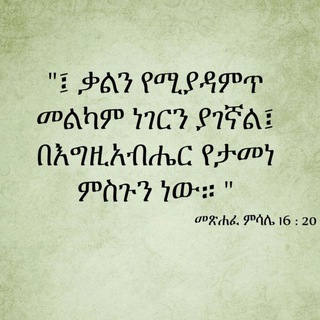 "፤ ቃልን የሚያዳምጥ
መልካም ነገርን ያገኛል፤
በእግዚአብሔር የታመነ
ምስጉን ነው። "
መጽሐፈ ምሳሌ 16 : 20